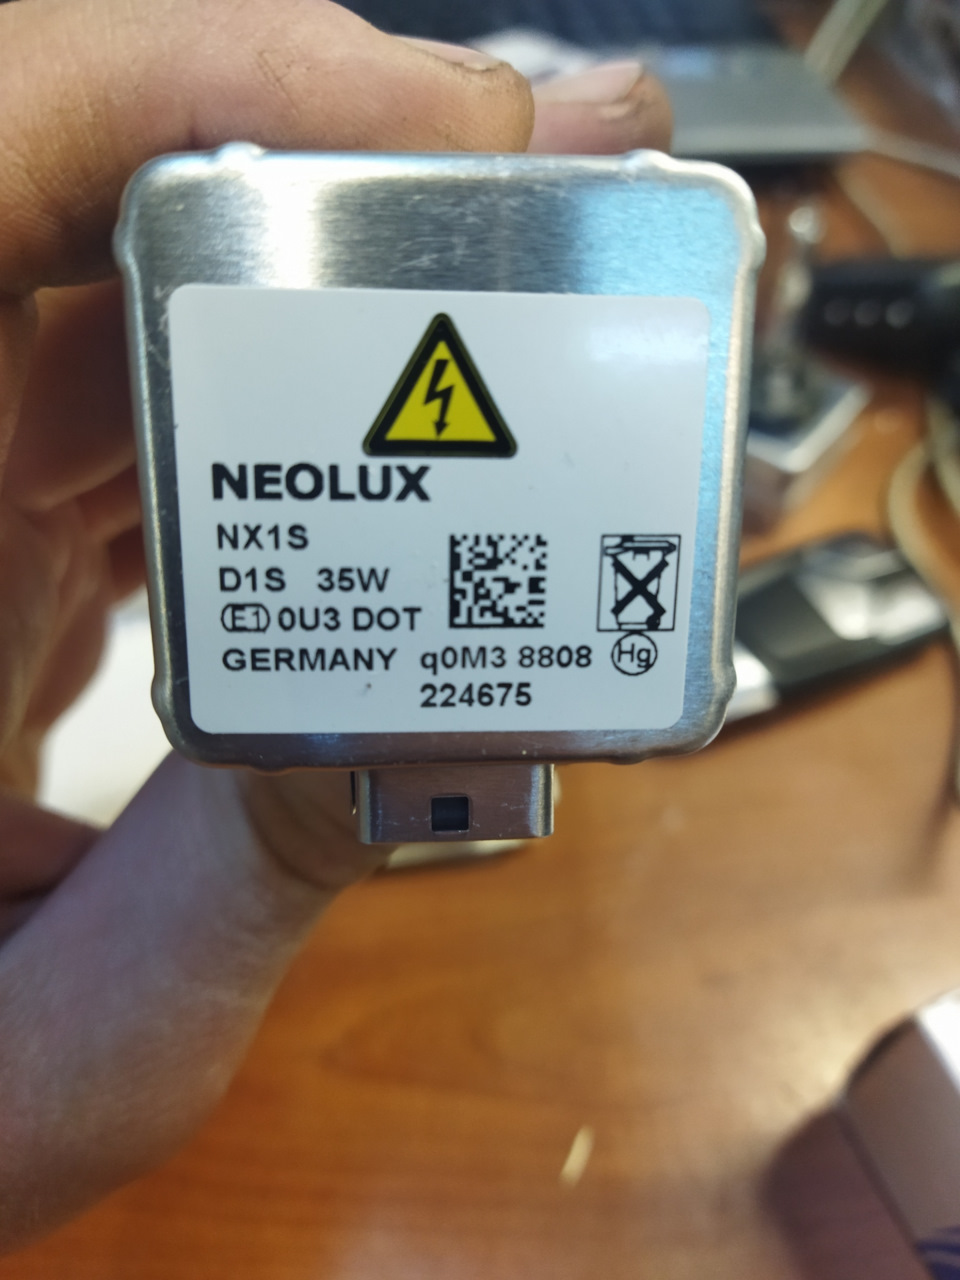 NEOLUX
NX1S
D1S 35W
E1 0U3 DOT
GERMANY q0M3 8808 Hg
224675